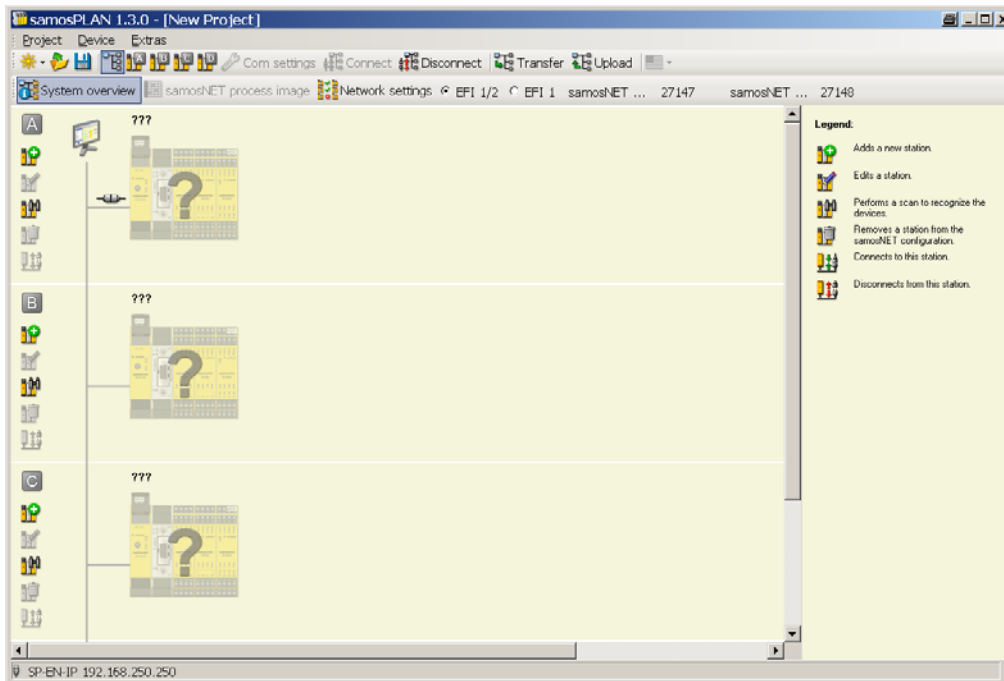 samosPLAN 1.3.0 - [New Project]
Project Device Extras
Com settings Connect Disconnect Transfer Upload
System overview samosNET process image Network settings EFI 1/2 EFI 1 samosNET ... 27147 samosNET ... 27148
A
???
?
B
???
?
C
???
?
Legend:
Adds a new station.
Edits a station.
Performs a scan to recognize the
devices.
Removes a station from the
samosNET configuration.
Connects to this station.
Disconnects from this station.
SP-EN-IP 192.168.250.250